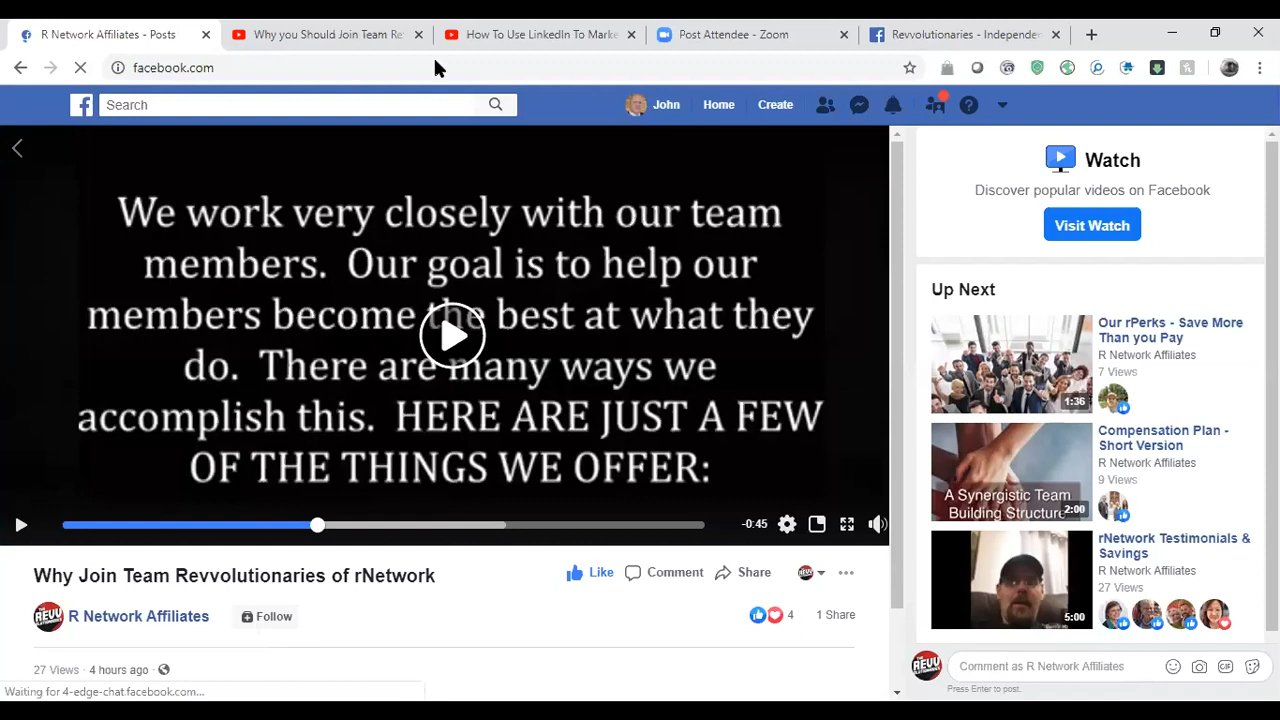 R Network Affiliates - Posts
Why you Should Join Team Re
How To Use LinkedIn To Marke
Post Attendee - Zoom
Revvolutionaries - Independen
facebook.com
Search
John
Home
Create
We work very closely with our team
members. Our goal is to help our
members become the best at what they
do. There are many ways we
accomplish this. HERE ARE JUST A FEW
OF THE THINGS WE OFFER:
-0:45
Why Join Team Revvolutionaries of rNetwork
Like
Comment
Share
R Network Affiliates
Follow
4
1 Share
27 Views · 4 hours ago ·
Waiting for 4-edge-chat.facebook.com...
Watch
Discover popular videos on Facebook
Visit Watch
Up Next
1:36
Our rPerks - Save More
Than you Pay
R Network Affiliates
7 Views
A Synergistic Team
Building Structure
2:00
Compensation Plan -
Short Version
R Network Affiliates
9 Views
5:00
rNetwork Testimonials &
Savings
R Network Affiliates
27 Views
Comment as R Network Affiliates
GIF
Press Enter to post.